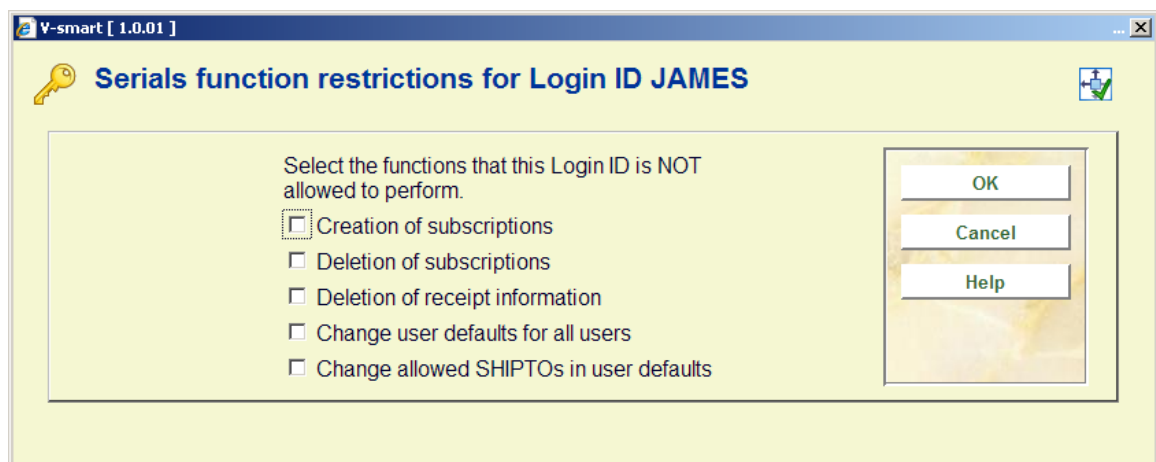 V-smart [ 1.0.01 ]
...
Serials function restrictions for Login ID JAMES
Select the functions that this Login ID is NOT
allowed to perform.
Creation of subscriptions
Deletion of subscriptions
Deletion of receipt information
Change user defaults for all users
Change allowed SHIPTOs in user defaults
OK
Cancel
Help